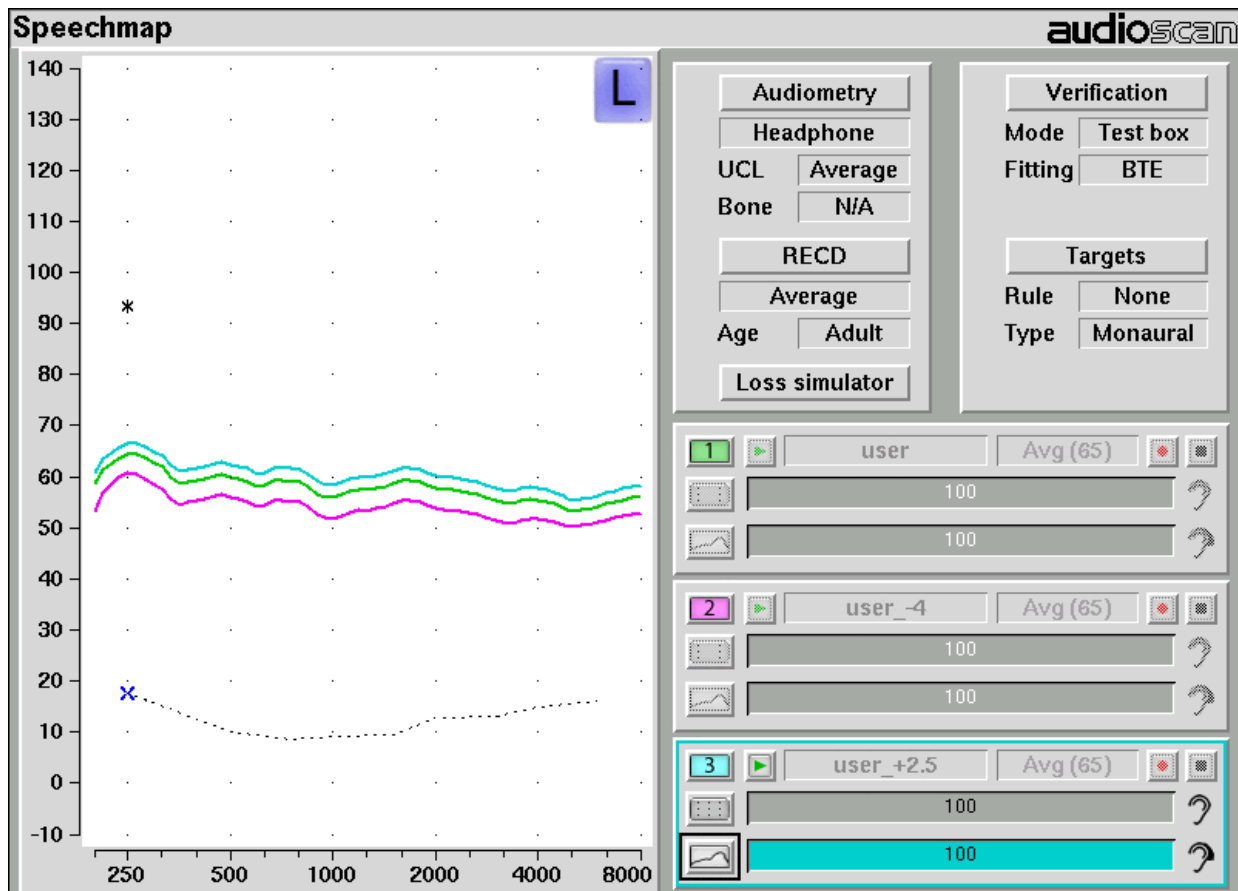 Speechmap
audioscan
140
130
120
110
100
90
80
70
60
50
40
30
20
10
0
-10
250 500 1000 2000 4000 8000
L
Audiometry
Headphone
UCL Average
Bone N/A
RECD
Average
Age Adult
Loss simulator
Verification
Mode Test box
Fitting BTE
Targets
Rule None
Type Monaural
1 user Avg (65)
100
100
2 user_-4 Avg (65)
100
100
3 user_+2.5 Avg (65)
100
100